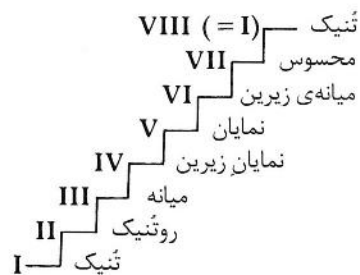 VIII (= I) تُنیک
VII محسوس
VI میانه‌ی زیرین
V نمایان
IV نمایانِ زیرین
III میانه
II روتُنیک
I تُنیک